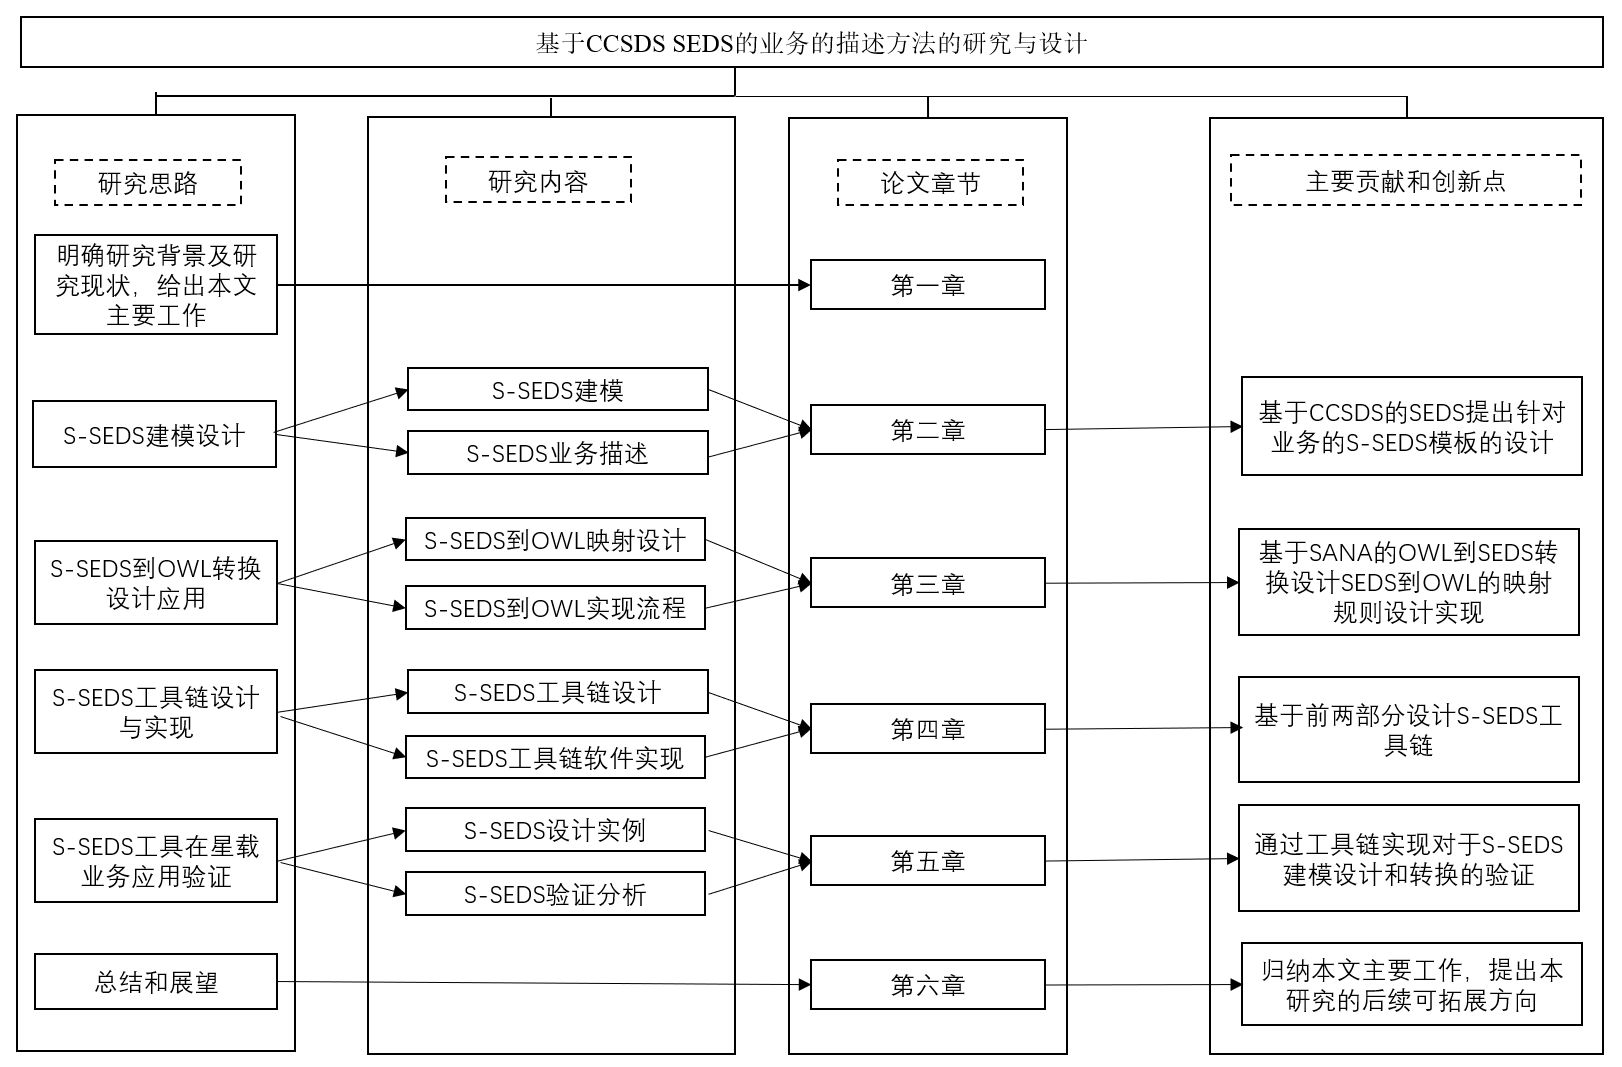 基于CCSDS SEDS的业务的描述方法的研究与设计
研究思路
明确研究背景及研
究现状，给出本文
主要工作
S-SEDS建模设计
S-SEDS到OWL转换
设计应用
S-SEDS工具链设计
与实现
S-SEDS工具在星载
业务应用验证
总结和展望
研究内容
S-SEDS建模
S-SEDS业务描述
S-SEDS到OWL映射设计
S-SEDS到OWL实现流程
S-SEDS工具链设计
S-SEDS工具链软件实现
S-SEDS设计实例
S-SEDS验证分析
论文章节
第一章
第二章
第三章
第四章
第五章
第六章
主要贡献和创新点
基于CCSDS的SEDS提出针对
业务的S-SEDS模板的设计
基于SANA的OWL到SEDS转
换设计SEDS到OWL的映射
规则设计实现
基于前两部分设计S-SEDS工
具链
通过工具链实现对于S-SEDS
建模设计和转换的验证
归纳本文主要工作，提出本
研究的后续可拓展方向